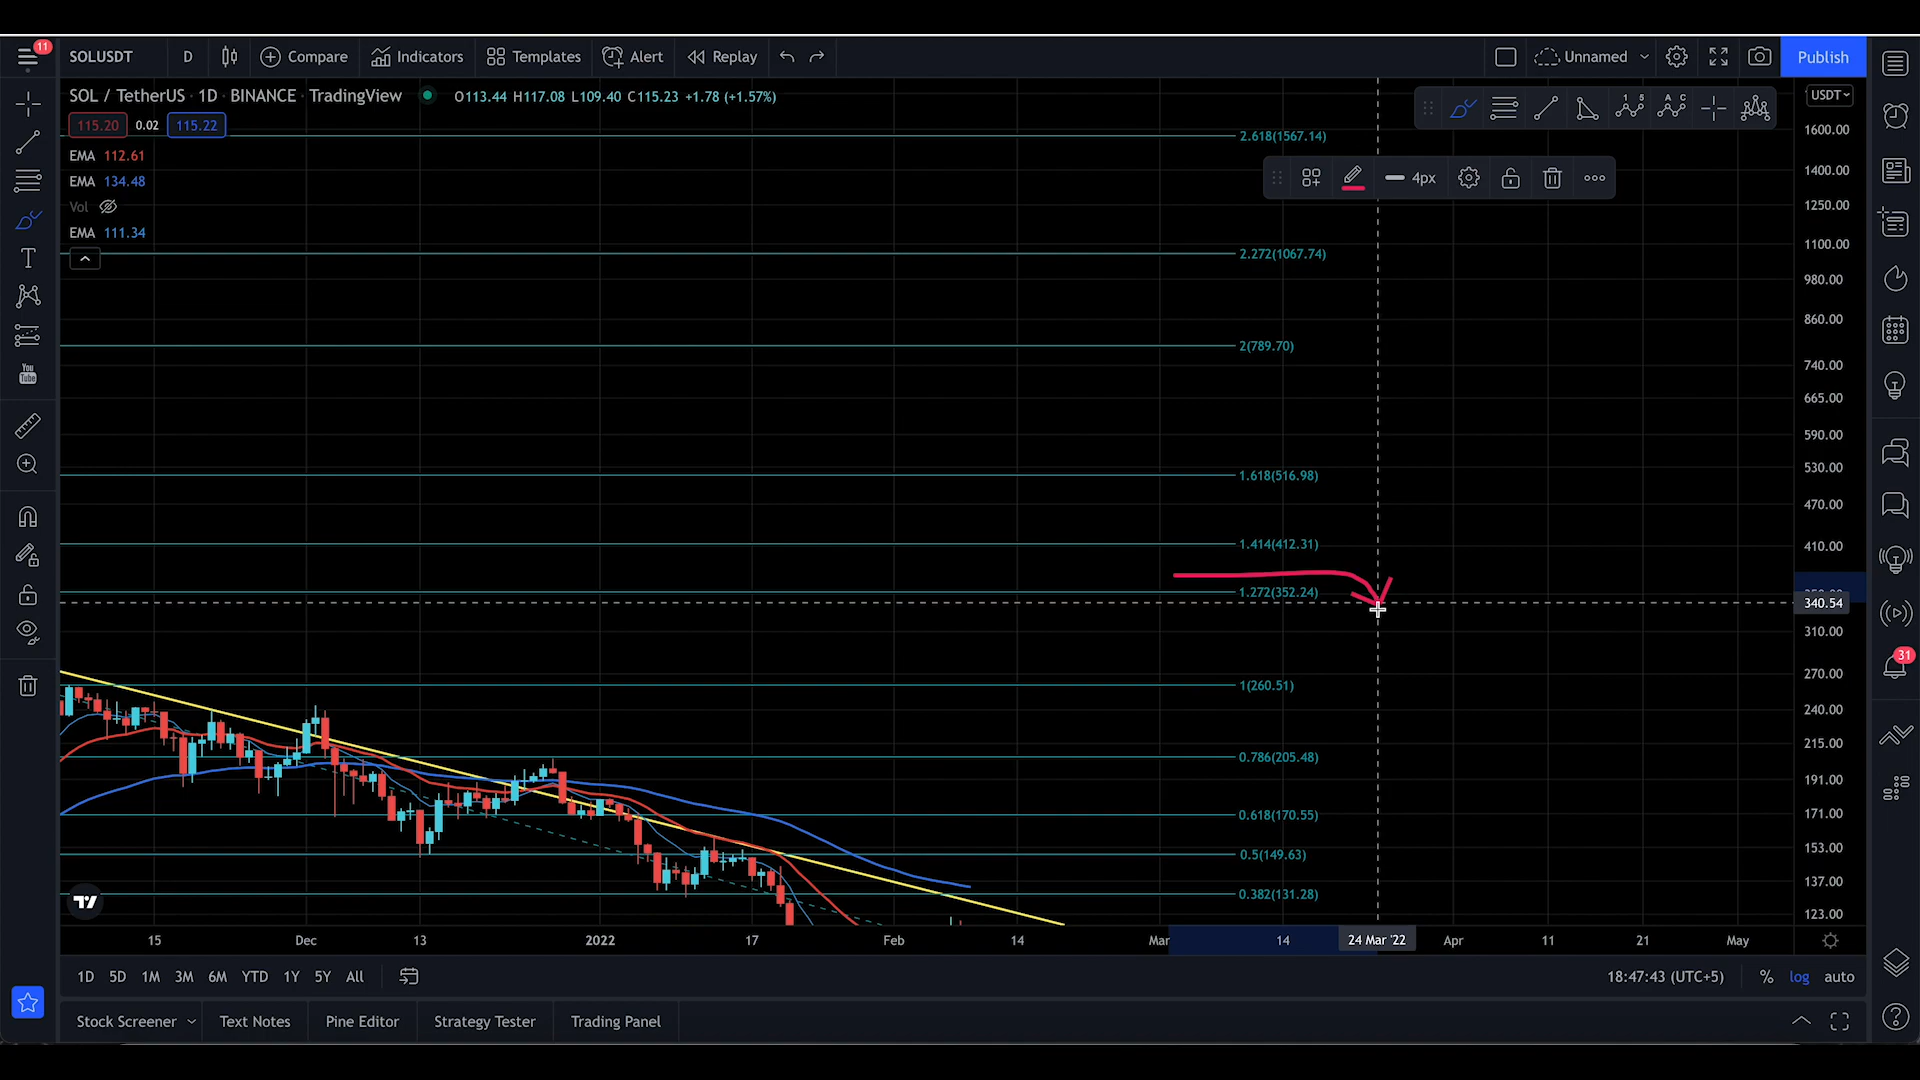 11
SOLUSDT D Compare Indicators Templates Alert Replay Unnamed Publish
SOL / TetherUS · 1D · BINANCE · TradingView O113.44 H117.08 L109.40 C115.23 +1.78 (+1.57%)
USDT
115.20 0.02 115.22
EMA 112.61
EMA 134.48
Vol
EMA 111.34
4px
2.618(1567.14)
2.272(1067.74)
2(789.70)
1.618(516.98)
1.414(412.31)
1.272(352.24)
1(260.51)
0.786(205.48)
0.618(170.55)
0.5(149.63)
0.382(131.28)
1600.00
1400.00
1250.00
1100.00
980.00
860.00
740.00
665.00
590.00
530.00
470.00
410.00
340.54
310.00
270.00
240.00
215.00
191.00
171.00
153.00
137.00
123.00
You
Tube
1 5
A C
31
15 Dec 13 2022 17 Feb 14 Mar 14 24 Mar '22 Apr 11 21 May
1D 5D 1M 3M 6M YTD 1Y 5Y All 18:47:43 (UTC+5) % log auto
Stock Screener Text Notes Pine Editor Strategy Tester Trading Panel